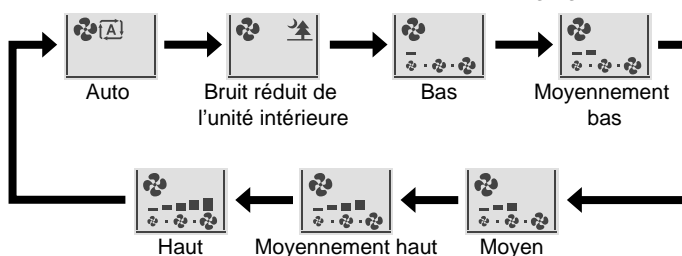 A
Auto
Bruit réduit de
l'unité intérieure
Bas
Moyennement
bas
Haut
Moyennement haut
Moyen